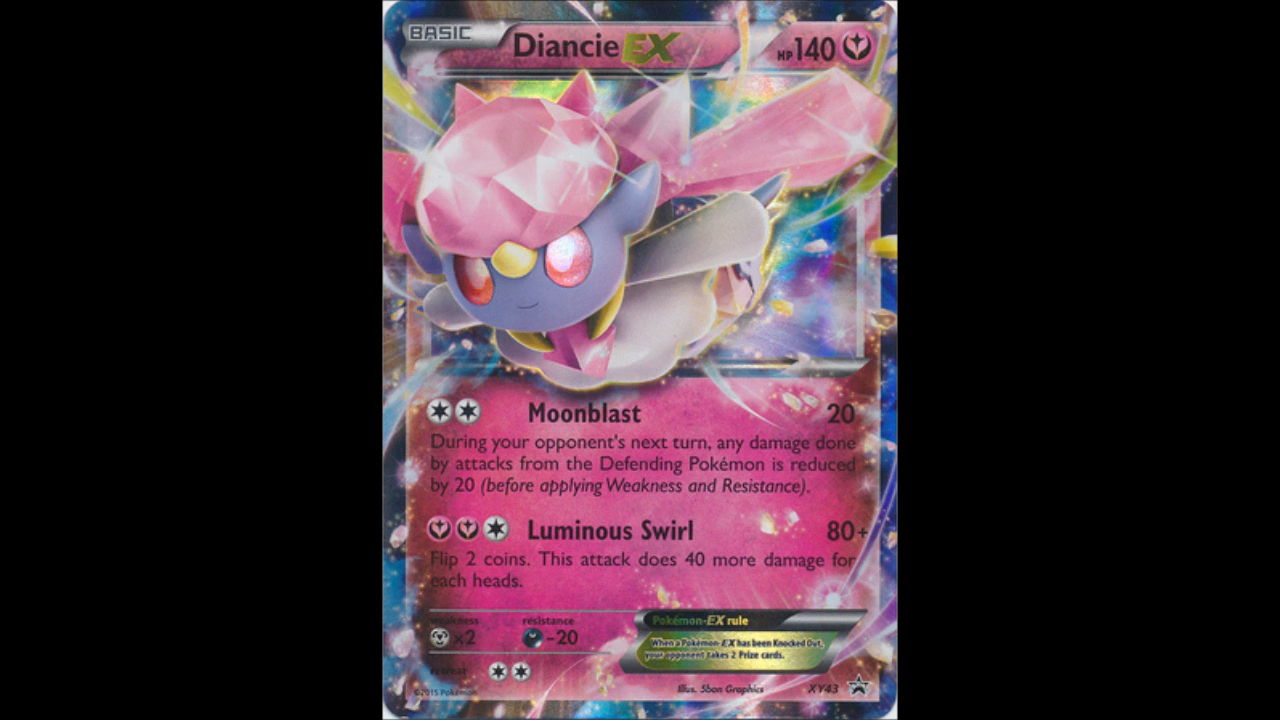 BASIC
Diancie EX
HP 140
Moonblast 20
During your opponent's next turn, any damage done
by attacks from the Defending Pokémon is reduced
by 20 (before applying Weakness and Resistance).
Luminous Swirl 80+
Flip 2 coins. This attack does 40 more damage for
each heads.
weakness resistance
×2 -20
Pokémon-EX rule
When a Pokémon-EX has been Knocked Out,
your opponent takes 2 Prize cards.
retreat
©2015 Pokémon
Illus. 5ban Graphics
XY43